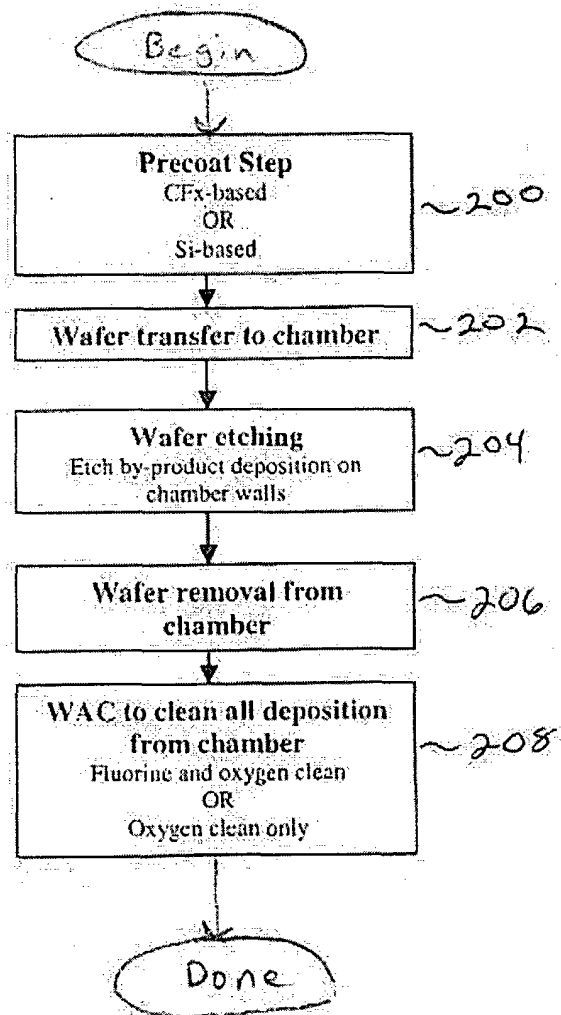 Begin
Precoat Step
CFx-based
OR
Si-based
~200
Wafer transfer to chamber
~202
Wafer etching
Etch by-product deposition on
chamber walls
~204
Wafer removal from
chamber
~206
WAC to clean all deposition
from chamber
Fluorine and oxygen clean
OR
Oxygen clean only
~208
Done